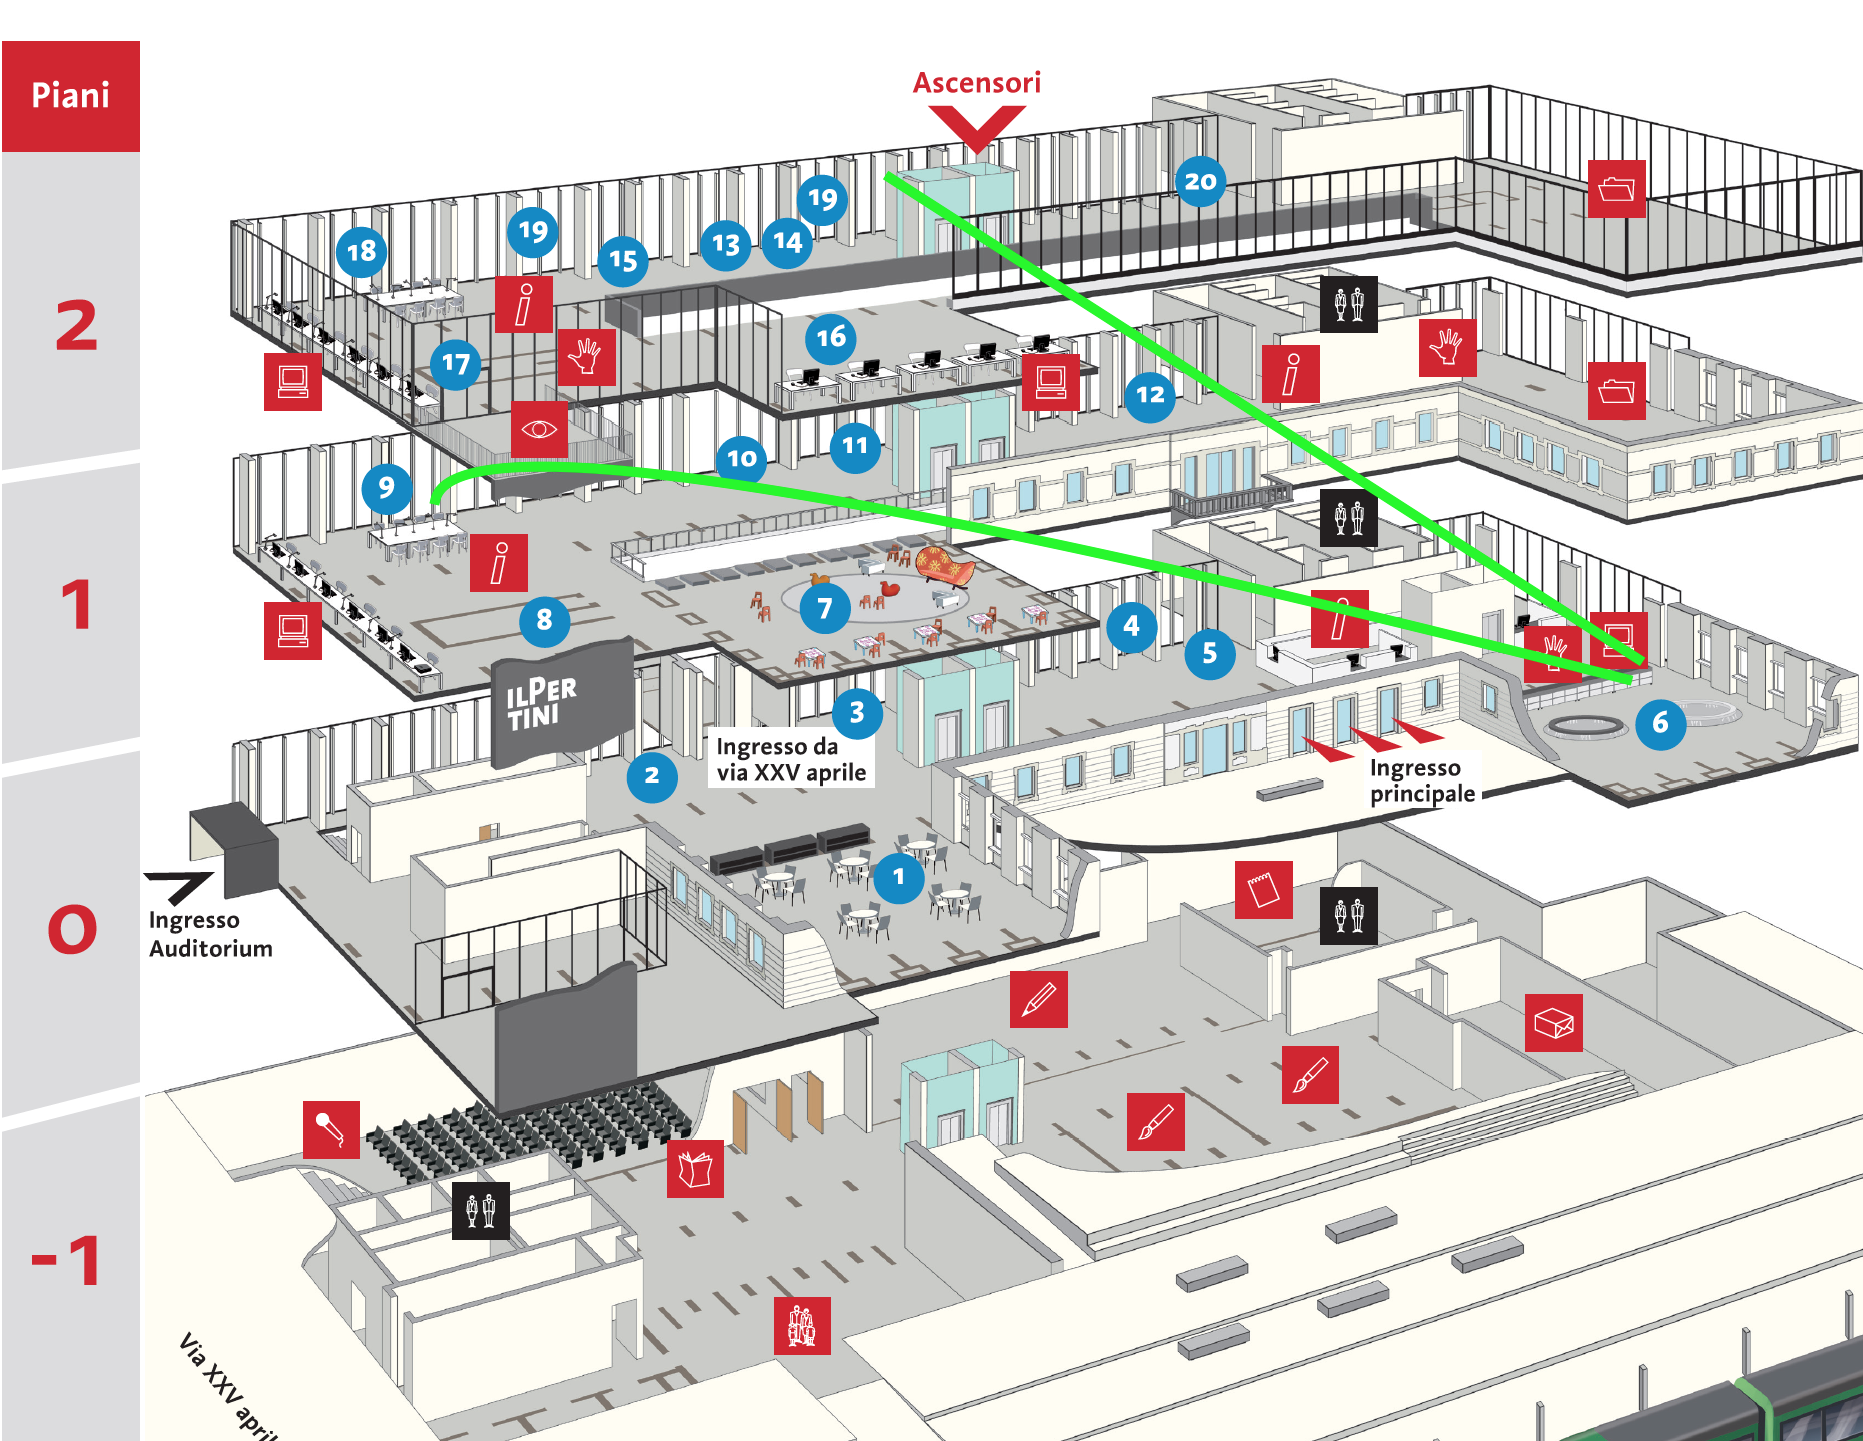 Piani
Ascensori
2
20
19
19
14
13
15
18
16
17
12
11
10
9
1
8
7
4
5
ILPER
TINI
3
6
Ingresso da
via XXV aprile
2
Ingresso
principale
0
1
Ingresso
Auditorium
-1
Via XXV april